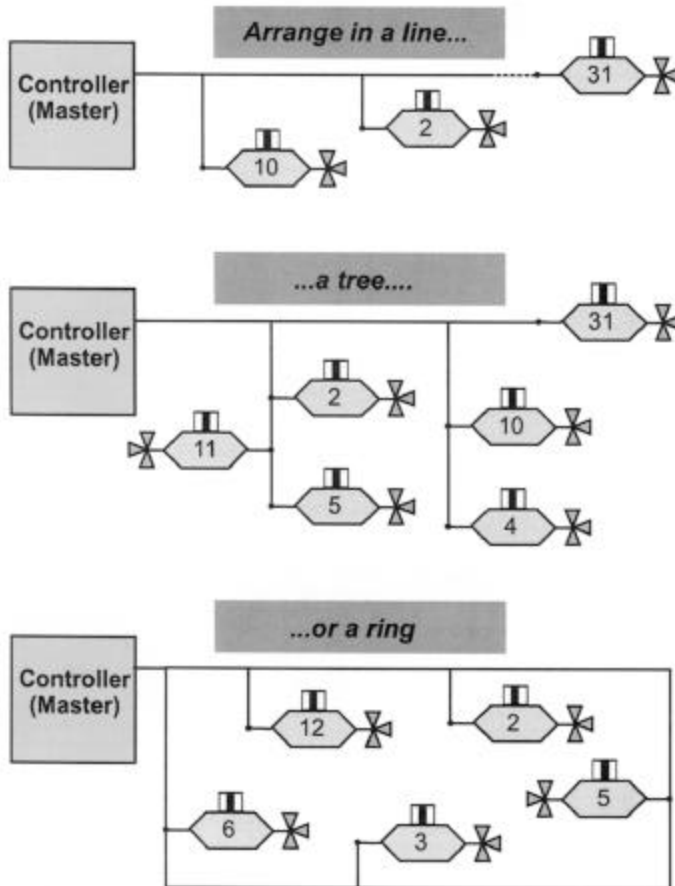 Arrange in a line...
Controller
(Master)
31
2
10
...a tree....
Controller
(Master)
31
2
10
11
5
4
...or a ring
Controller
(Master)
12
2
5
6
3